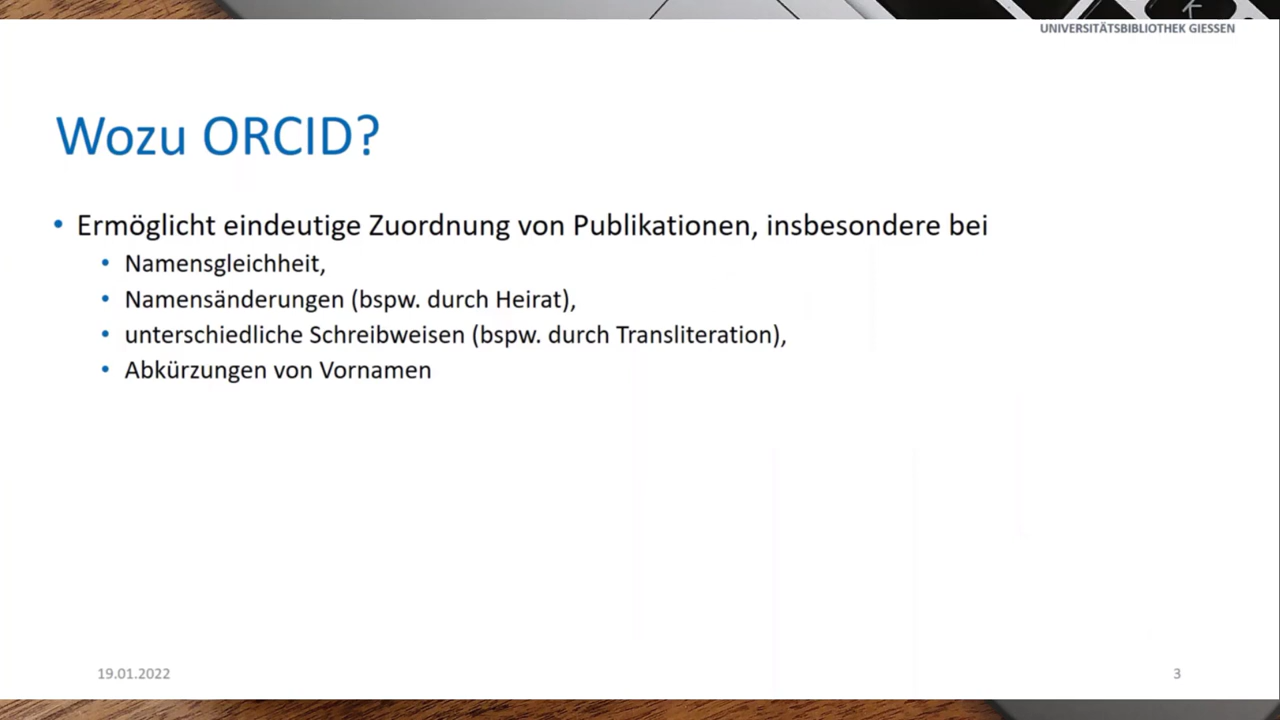 UNIVERSITÄTSBIBLIOTHEK GIESSEN
Wozu ORCID?
• Ermöglicht eindeutige Zuordnung von Publikationen, insbesondere bei
• Namensgleichheit,
• Namensänderungen (bspw. durch Heirat),
• unterschiedliche Schreibweisen (bspw. durch Transliteration),
• Abkürzungen von Vornamen
19.01.2022
3